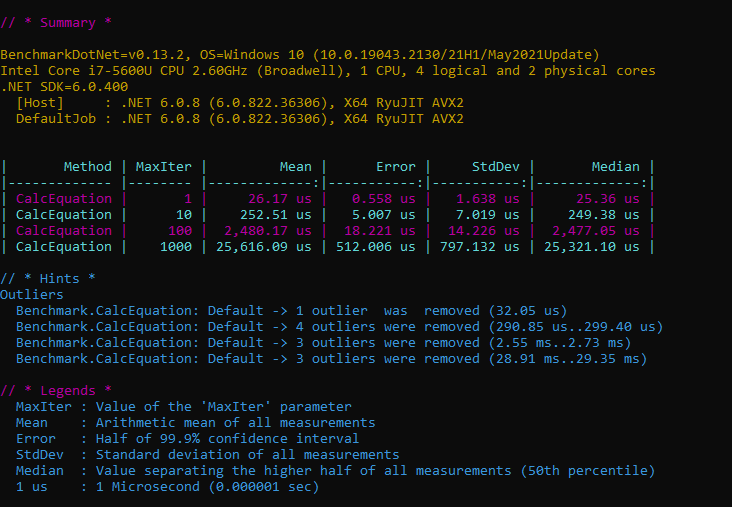 // * Summary *
BenchmarkDotNet=v0.13.2, OS=Windows 10 (10.0.19043.2130/21H1/May2021Update)
Intel Core i7-5600U CPU 2.60GHz (Broadwell), 1 CPU, 4 logical and 2 physical cores
.NET SDK=6.0.400
  [Host]     : .NET 6.0.8 (6.0.822.36306), X64 RyuJIT AVX2
  DefaultJob : .NET 6.0.8 (6.0.822.36306), X64 RyuJIT AVX2
|       Method | MaxIter |         Mean |      Error |     StdDev |       Median |
|------------- |-------- |-------------:|-----------:|-----------:|-------------:|
| CalcEquation |       1 |     26.17 us |   0.558 us |   1.638 us |     25.36 us |
| CalcEquation |      10 |    252.51 us |   5.007 us |   7.019 us |    249.38 us |
| CalcEquation |     100 |  2,480.17 us |  18.221 us |  14.226 us |  2,477.05 us |
| CalcEquation |    1000 | 25,616.09 us | 512.006 us | 797.132 us | 25,321.10 us |
// * Hints *
Outliers
  Benchmark.CalcEquation: Default -> 1 outlier  was  removed (32.05 us)
  Benchmark.CalcEquation: Default -> 4 outliers were removed (290.85 us..299.40 us)
  Benchmark.CalcEquation: Default -> 3 outliers were removed (2.55 ms..2.73 ms)
  Benchmark.CalcEquation: Default -> 3 outliers were removed (28.91 ms..29.35 ms)
// * Legends *
  MaxIter : Value of the 'MaxIter' parameter
  Mean    : Arithmetic mean of all measurements
  Error   : Half of 99.9% confidence interval
  StdDev  : Standard deviation of all measurements
  Median  : Value separating the higher half of all measurements (50th percentile)
  1 us    : 1 Microsecond (0.000001 sec)